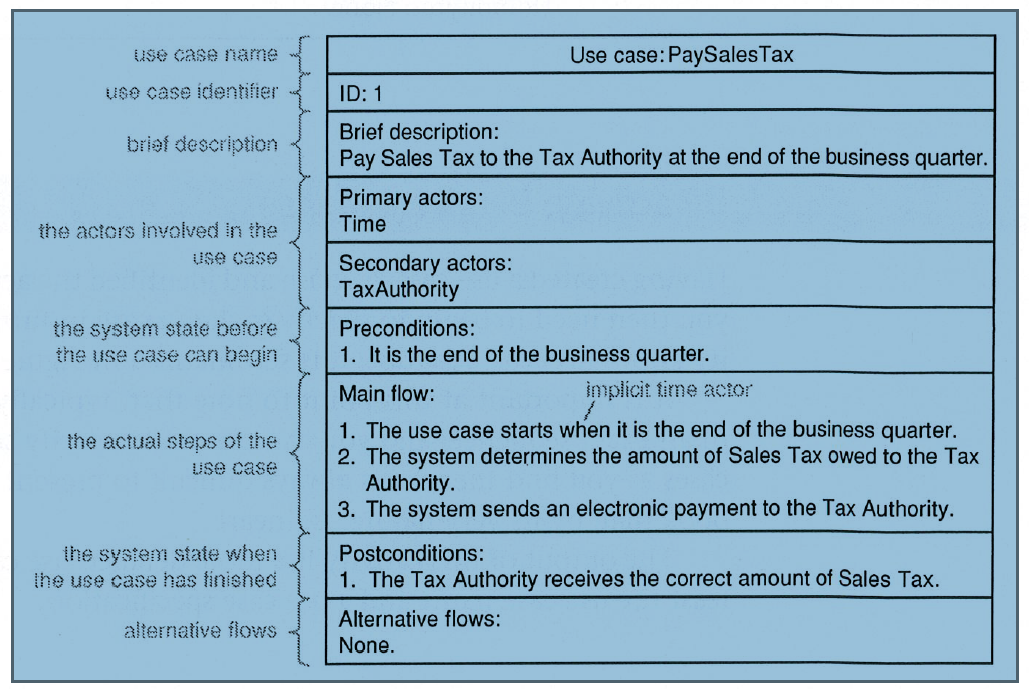 use case name
Use case: PaySalesTax
use case identifier
ID: 1
brief description
Brief description:
Pay Sales Tax to the Tax Authority at the end of the business quarter.
the actors involved in the
use case
Primary actors:
Time
Secondary actors:
TaxAuthority
the system state before
the use case can begin
Preconditions:
1. It is the end of the business quarter.
the actual steps of the
use case
Main flow:
implicit time actor
1. The use case starts when it is the end of the business quarter.
2. The system determines the amount of Sales Tax owed to the Tax
Authority.
3. The system sends an electronic payment to the Tax Authority.
the system state when
the use case has finished
Postconditions:
1. The Tax Authority receives the correct amount of Sales Tax.
alternative flows
Alternative flows:
None.